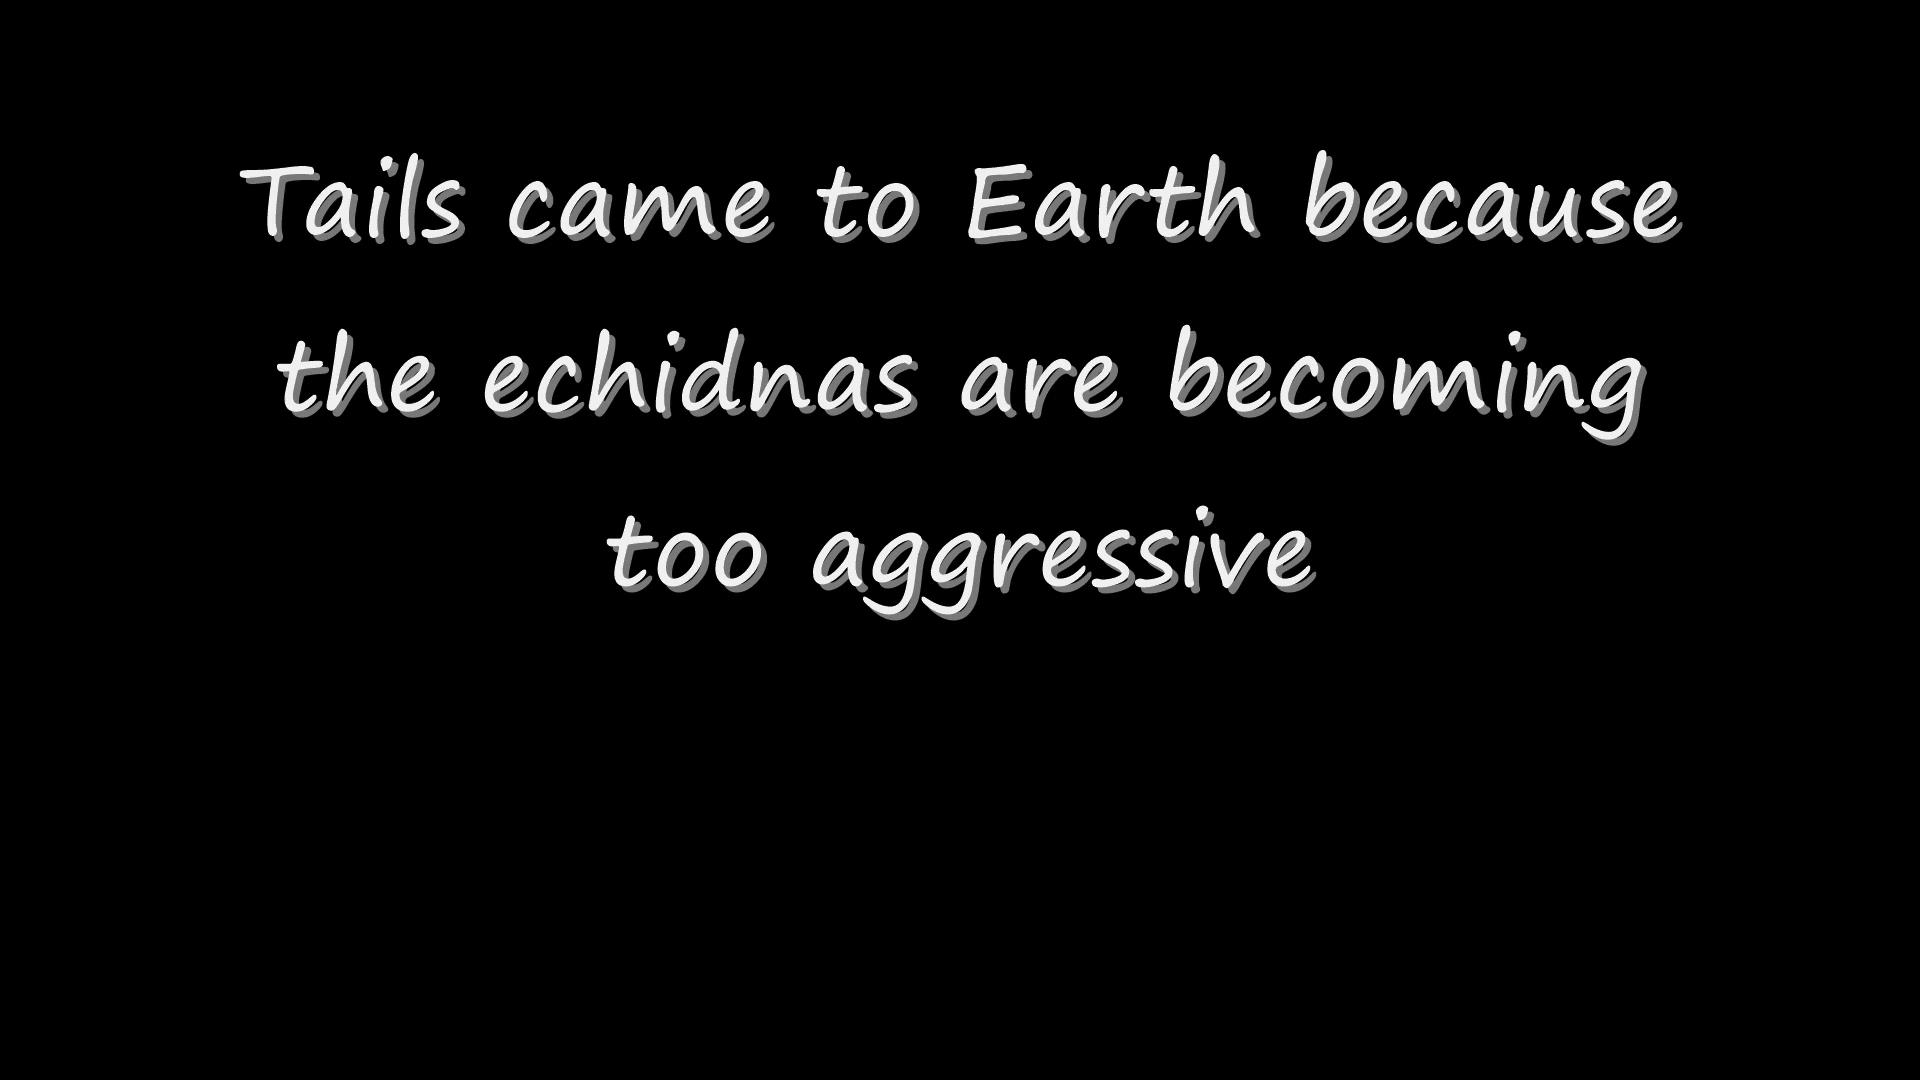 Tails came to Earth because
the echidnas are becoming
too aggressive